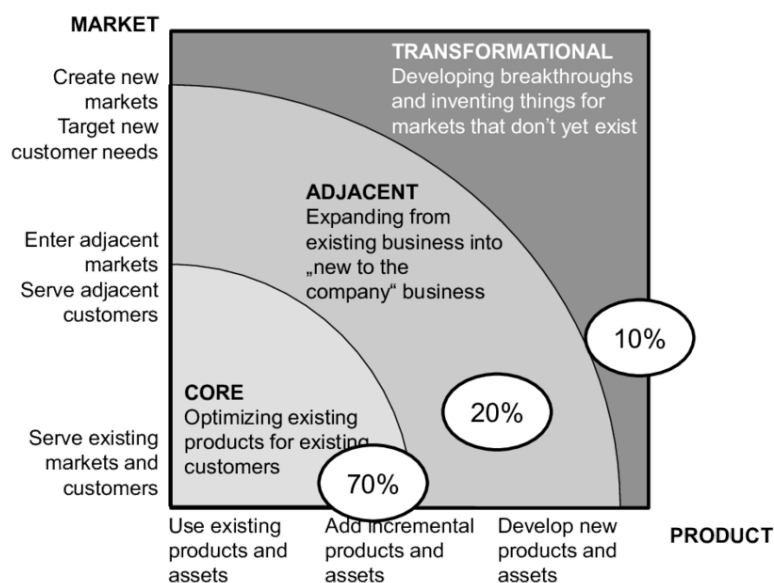 MARKET
Create new
markets
Target new
customer needs
Enter adjacent
markets
Serve adjacent
customers
Serve existing
markets and
customers
TRANSFORMATIONAL
Developing breakthroughs
and inventing things for
markets that don't yet exist
ADJACENT
Expanding from
existing business into
„new to the
company“ business
CORE
Optimizing existing
products for existing
customers
10%
20%
70%
Use existing
products and
assets
Add incremental
products and
assets
Develop new
products and
assets
PRODUCT